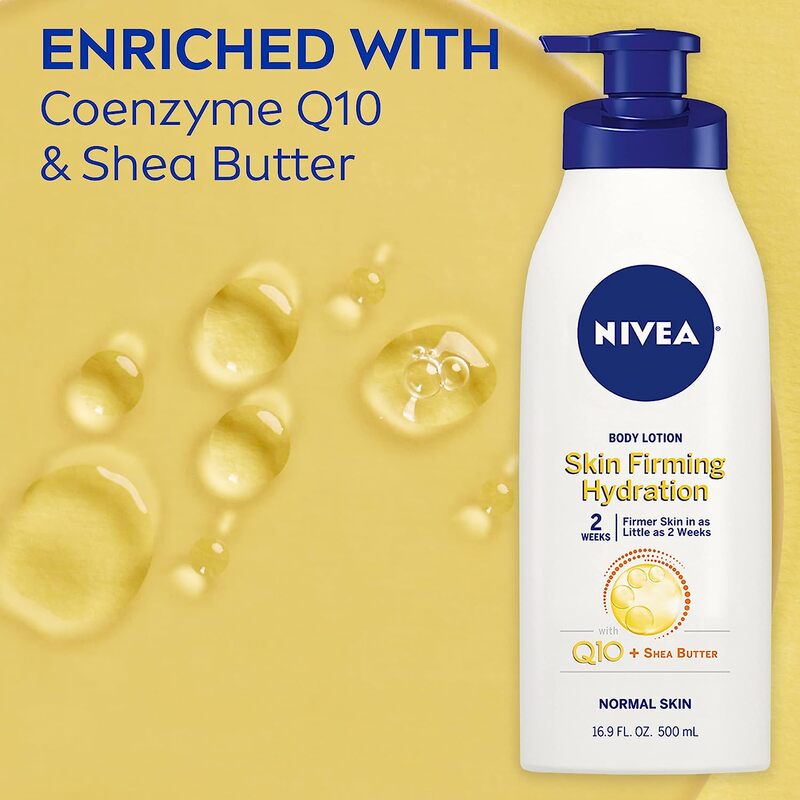 ENRICHED WITH
Coenzyme Q10
& Shea Butter
NIVEA®
BODY LOTION
Skin Firming
Hydration
2
WEEKS
Firmer Skin in as
Little as 2 Weeks
with
Q10 + SHEA BUTTER
NORMAL SKIN
16.9 FL. OZ. 500 mL